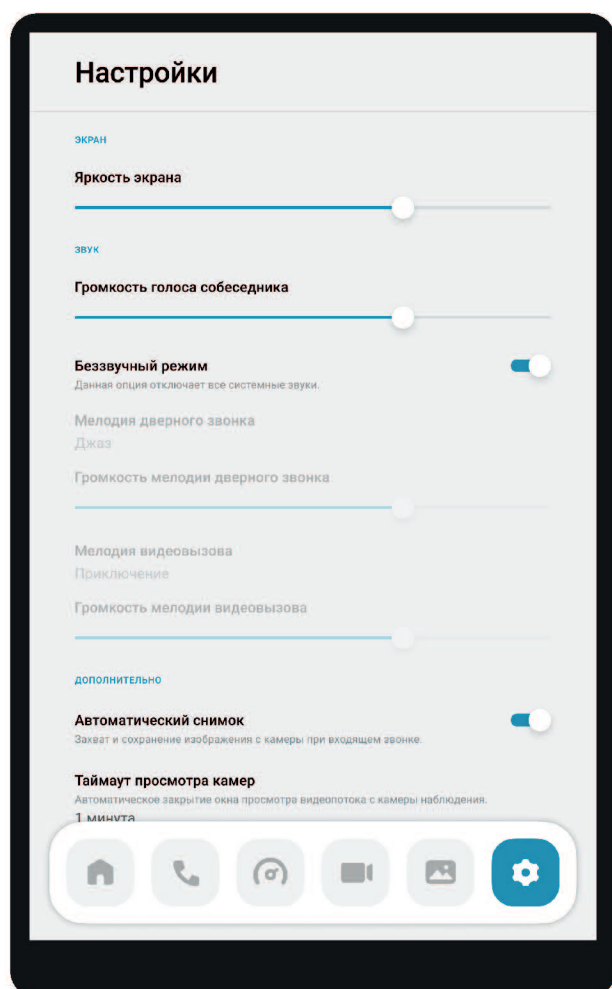 Настройки
ЭКРАН
Яркость экрана
ЗВУК
Громкость голоса собеседника
Беззвучный режим
Данная опция отключает все системные звуки.
Мелодия дверного звонка
Джаз
Громкость мелодии дверного звонка
Мелодия видеовызова
Приключение
Громкость мелодии видеовызова
ДОПОЛНИТЕЛЬНО
Автоматический снимок
Захват и сохранение изображения с камеры при входящем звонке.
Таймаут просмотра камер
Автоматическое закрытие окна просмотра видеопотока с камеры наблюдения.
1 минута